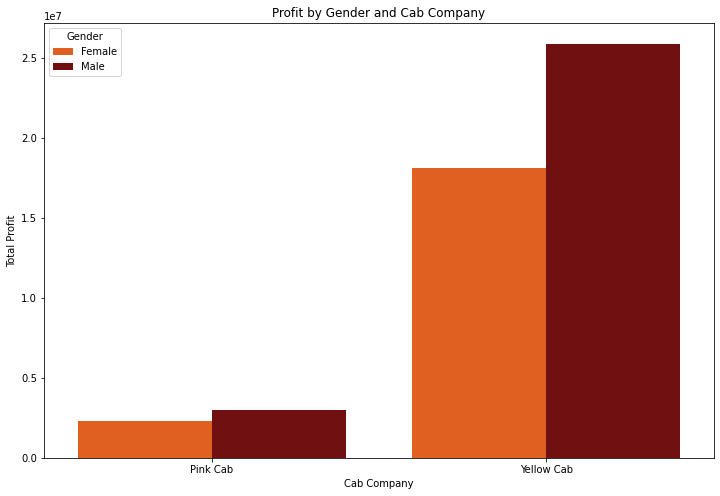 Profit by Gender and Cab Company
1e7
Gender
Female
Male
2.5
2.0
1.5
1.0
0.5
0.0
Total Profit
Pink Cab
Yellow Cab
Cab Company